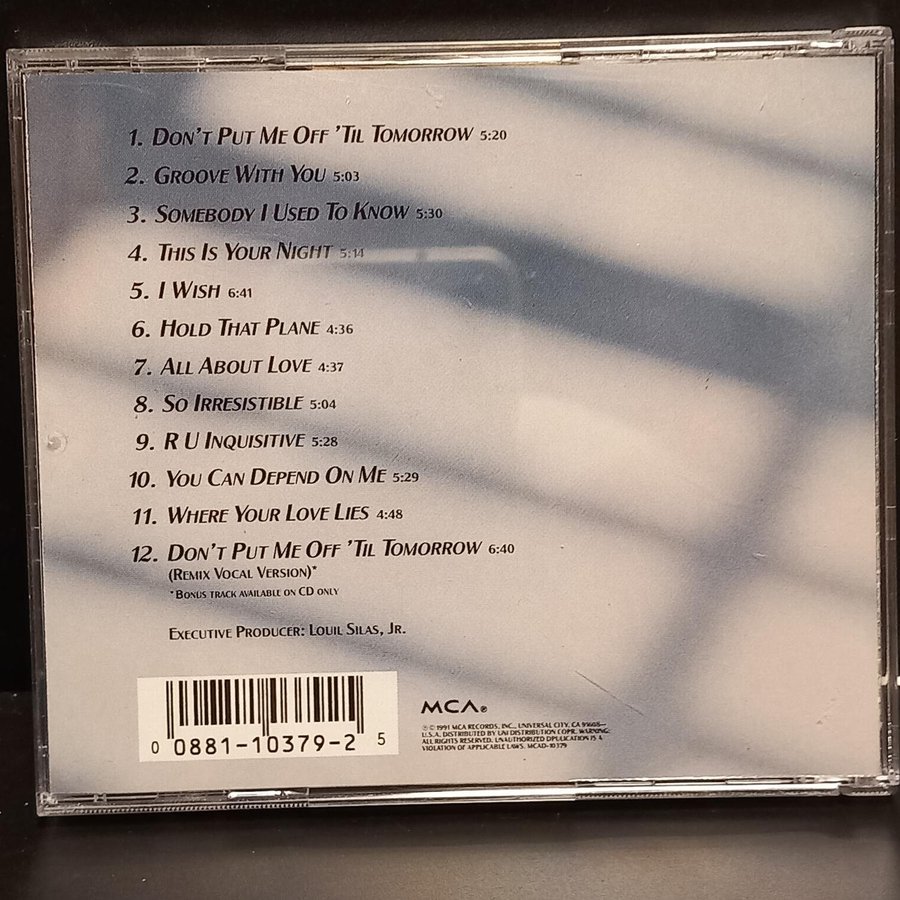 1. Don't Put Me Off 'Til Tomorrow 5:20
2. Groove With You 5:03
3. Somebody I Used To Know 5:30
4. This Is Your Night 5:14
5. I Wish 6:41
6. Hold That Plane 4:36
7. All About Love 4:37
8. So Irresistible 5:04
9. R U Inquisitive 5:28
10. You Can Depend On Me 5:29
11. Where Your Love Lies 4:48
12. Don't Put Me Off 'Til Tomorrow 6:40
(Remix Vocal Version)*
*Bonus track available on CD only
Executive Producer: Louil Silas, Jr.
0 0881-10379-2 5
MCA®
℗© 1991 MCA RECORDS, INC., UNIVERSAL CITY, CA 91608—
U.S.A. DISTRIBUTED BY UNI DISTRIBUTION CORP. WARNING:
ALL RIGHTS RESERVED. UNAUTHORIZED DUPLICATION IS A
VIOLATION OF APPLICABLE LAWS. MCAD-10379